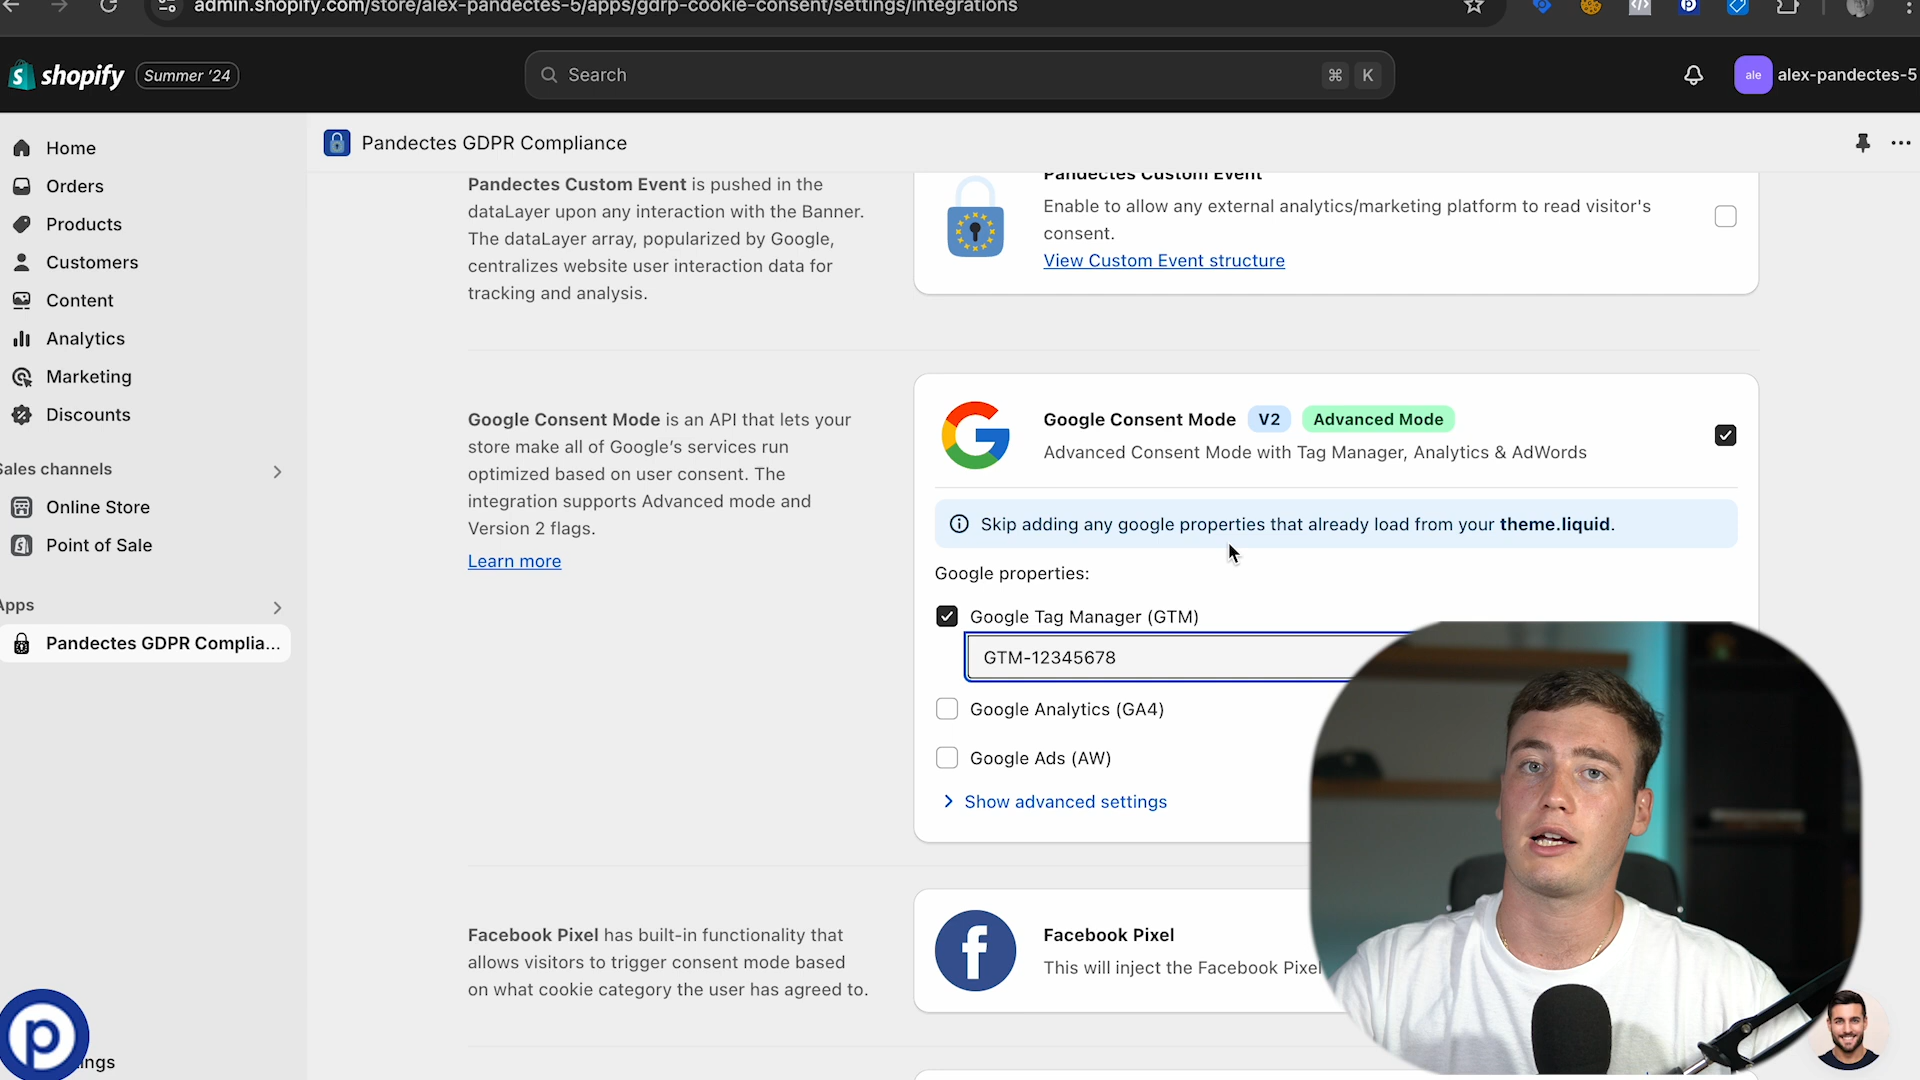 admin.shopify.com/store/alex-pandectes-5/apps/gdrp-cookie-consent/settings/integrations
shopify
Summer '24
Search
⌘ K
ale
alex-pandectes-5
Home
Orders
Products
Customers
Content
Analytics
Marketing
Discounts
Sales channels
Online Store
Point of Sale
Apps
Pandectes GDPR Complia...
ngs
Pandectes GDPR Compliance
Pandectes Custom Event is pushed in the
dataLayer upon any interaction with the Banner.
The dataLayer array, popularized by Google,
centralizes website user interaction data for
tracking and analysis.
Pandectes Custom Event
Enable to allow any external analytics/marketing platform to read visitor's
consent.
View Custom Event structure
Google Consent Mode is an API that lets your
store make all of Google's services run
optimized based on user consent. The
integration supports Advanced mode and
Version 2 flags.
Learn more
Google Consent Mode V2 Advanced Mode
Advanced Consent Mode with Tag Manager, Analytics & AdWords
Skip adding any google properties that already load from your theme.liquid.
Google properties:
Google Tag Manager (GTM)
GTM-12345678
Google Analytics (GA4)
Google Ads (AW)
Show advanced settings
Facebook Pixel has built-in functionality that
allows visitors to trigger consent mode based
on what cookie category the user has agreed to.
Facebook Pixel
This will inject the Facebook Pixel